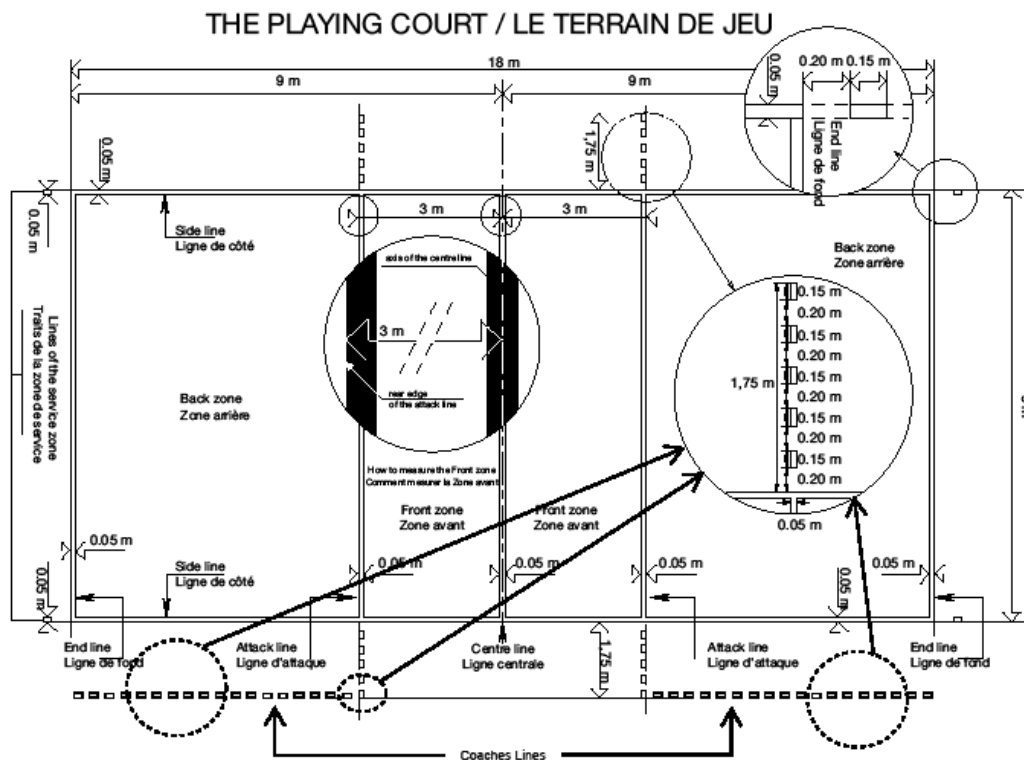 THE PLAYING COURT / LE TERRAIN DE JEU
18 m
9 m
9 m
0.05 m
0.20 m
0.15 m
End line
Ligne de fond
0.05 m
1,75 m
0.05 m
3 m
3 m
Side line
Ligne de côté
Back zone
Zone arrière
axis of the centre line
3 m
rear edge
of the attack line
0.15 m
0.20 m
0.15 m
0.20 m
0.15 m
0.20 m
0.15 m
0.20 m
0.15 m
0.20 m
1,75 m
0.05 m
Lines of the service zone
Traits de la zone de service
Back zone
Zone arrière
How to measure the Front zone
Comment mesurer la Zone avant
Front zone
Zone avant
Front zone
Zone avant
0.05 m
0.05 m
0.05 m
0.05 m
0.05 m
0.05 m
0.05 m
Side line
Ligne de côté
End line
Ligne de fond
Attack line
Ligne d'attaque
Centre line
Ligne centrale
1,75 m
Attack line
Ligne d'attaque
End line
Ligne de fond
Coaches Lines